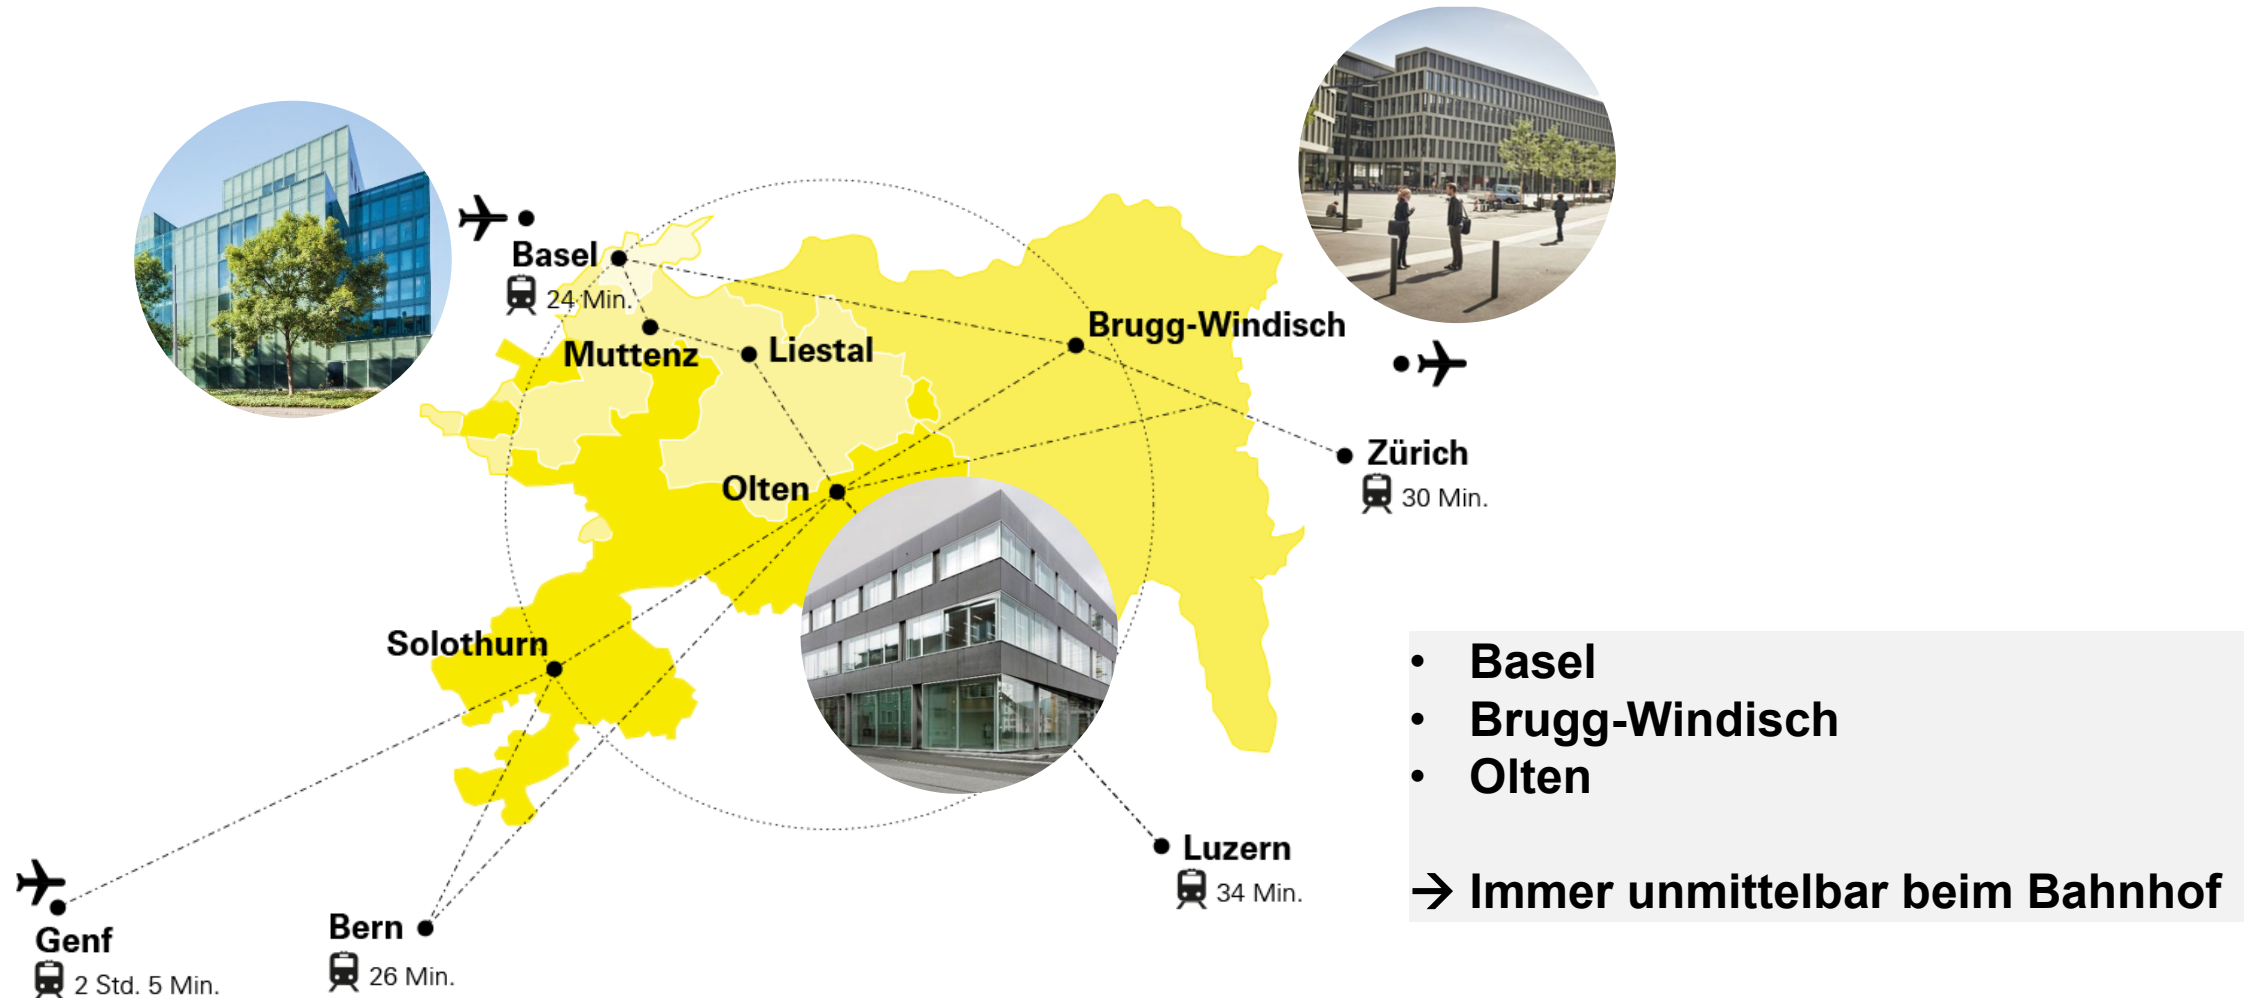 Basel
24 Min.
Muttenz
Liestal
Brugg-Windisch
Olten
Zürich
30 Min.
Solothurn
Luzern
34 Min.
Genf
2 Std. 5 Min.
Bern
26 Min.
• Basel
• Brugg-Windisch
• Olten
→ Immer unmittelbar beim Bahnhof